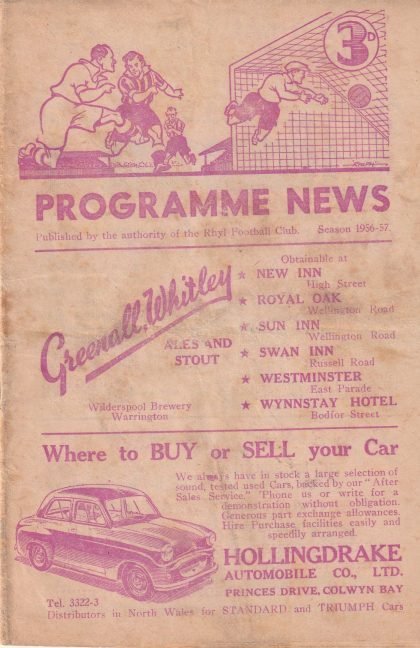 3D
PROGRAMME NEWS
Published by the authority of the Rhyl Football Club. Season 1956-57.
Greenall, Whitley
ALES AND
STOUT
Wilderspool Brewery
Warrington
Obtainable at
★ NEW INN
High Street
★ ROYAL OAK
Wellington Road
★ SUN INN
Wellington Road
★ SWAN INN
Russell Road
★ WESTMINSTER
East Parade
★ WYNNSTAY HOTEL
Bodfor Street
Where to BUY or SELL your Car
We always have in stock a large selection of
sound, tested used Cars, backed by our "After
Sales Service." 'Phone us or write for a
demonstration without obligation.
Generous part exchange allowances.
Hire Purchase facilities easily and
speedily arranged.
HOLLINGDRAKE
AUTOMOBILE CO., LTD.
PRINCES DRIVE, COLWYN BAY
Tel. 3322-3
Distributors in North Wales for STANDARD and TRIUMPH Cars